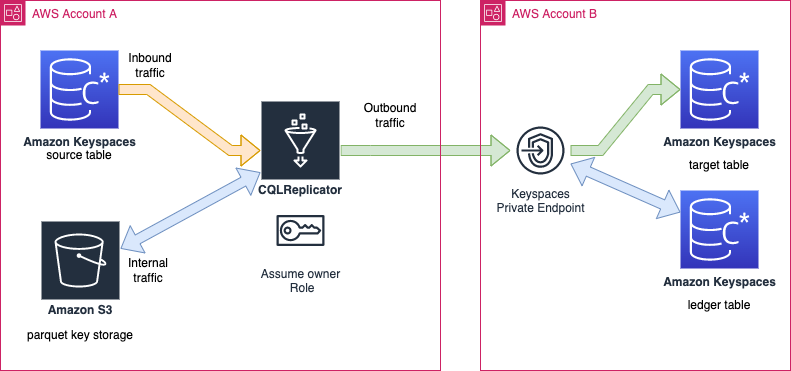 AWS Account A
Inbound
traffic
Amazon Keyspaces
source table
Outbound
traffic
CQLReplicator
Assume owner
Role
Internal
traffic
Amazon S3
parquet key storage
AWS Account B
C*
Amazon Keyspaces
target table
Keyspaces
Private Endpoint
C*
Amazon Keyspaces
ledger table
C*